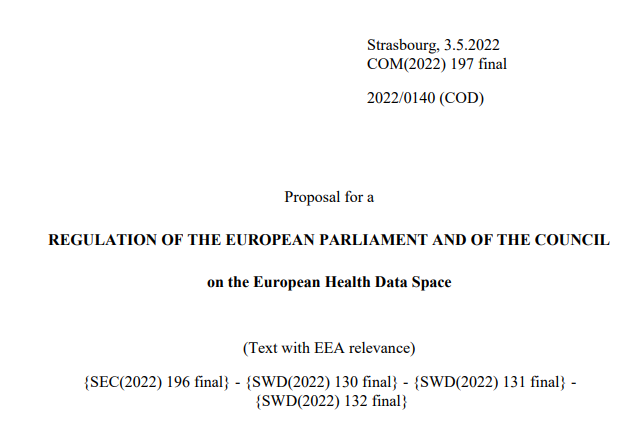 Strasbourg, 3.5.2022
COM(2022) 197 final
2022/0140 (COD)
Proposal for a
REGULATION OF THE EUROPEAN PARLIAMENT AND OF THE COUNCIL
on the European Health Data Space
(Text with EEA relevance)
{SEC(2022) 196 final} - {SWD(2022) 130 final} - {SWD(2022) 131 final} -
{SWD(2022) 132 final}